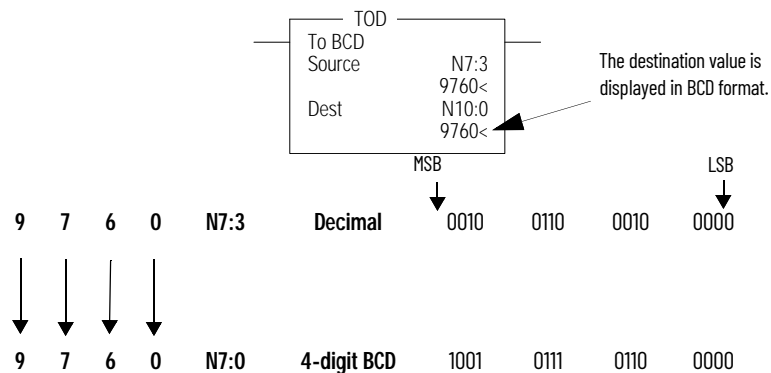 TOD
To BCD
Source N7:3
9760<
Dest N10:0
9760<
The destination value is
displayed in BCD format.
MSB LSB
9 7 6 0 N7:3 Decimal 0010 0110 0010 0000
9 7 6 0 N7:0 4-digit BCD 1001 0111 0110 0000